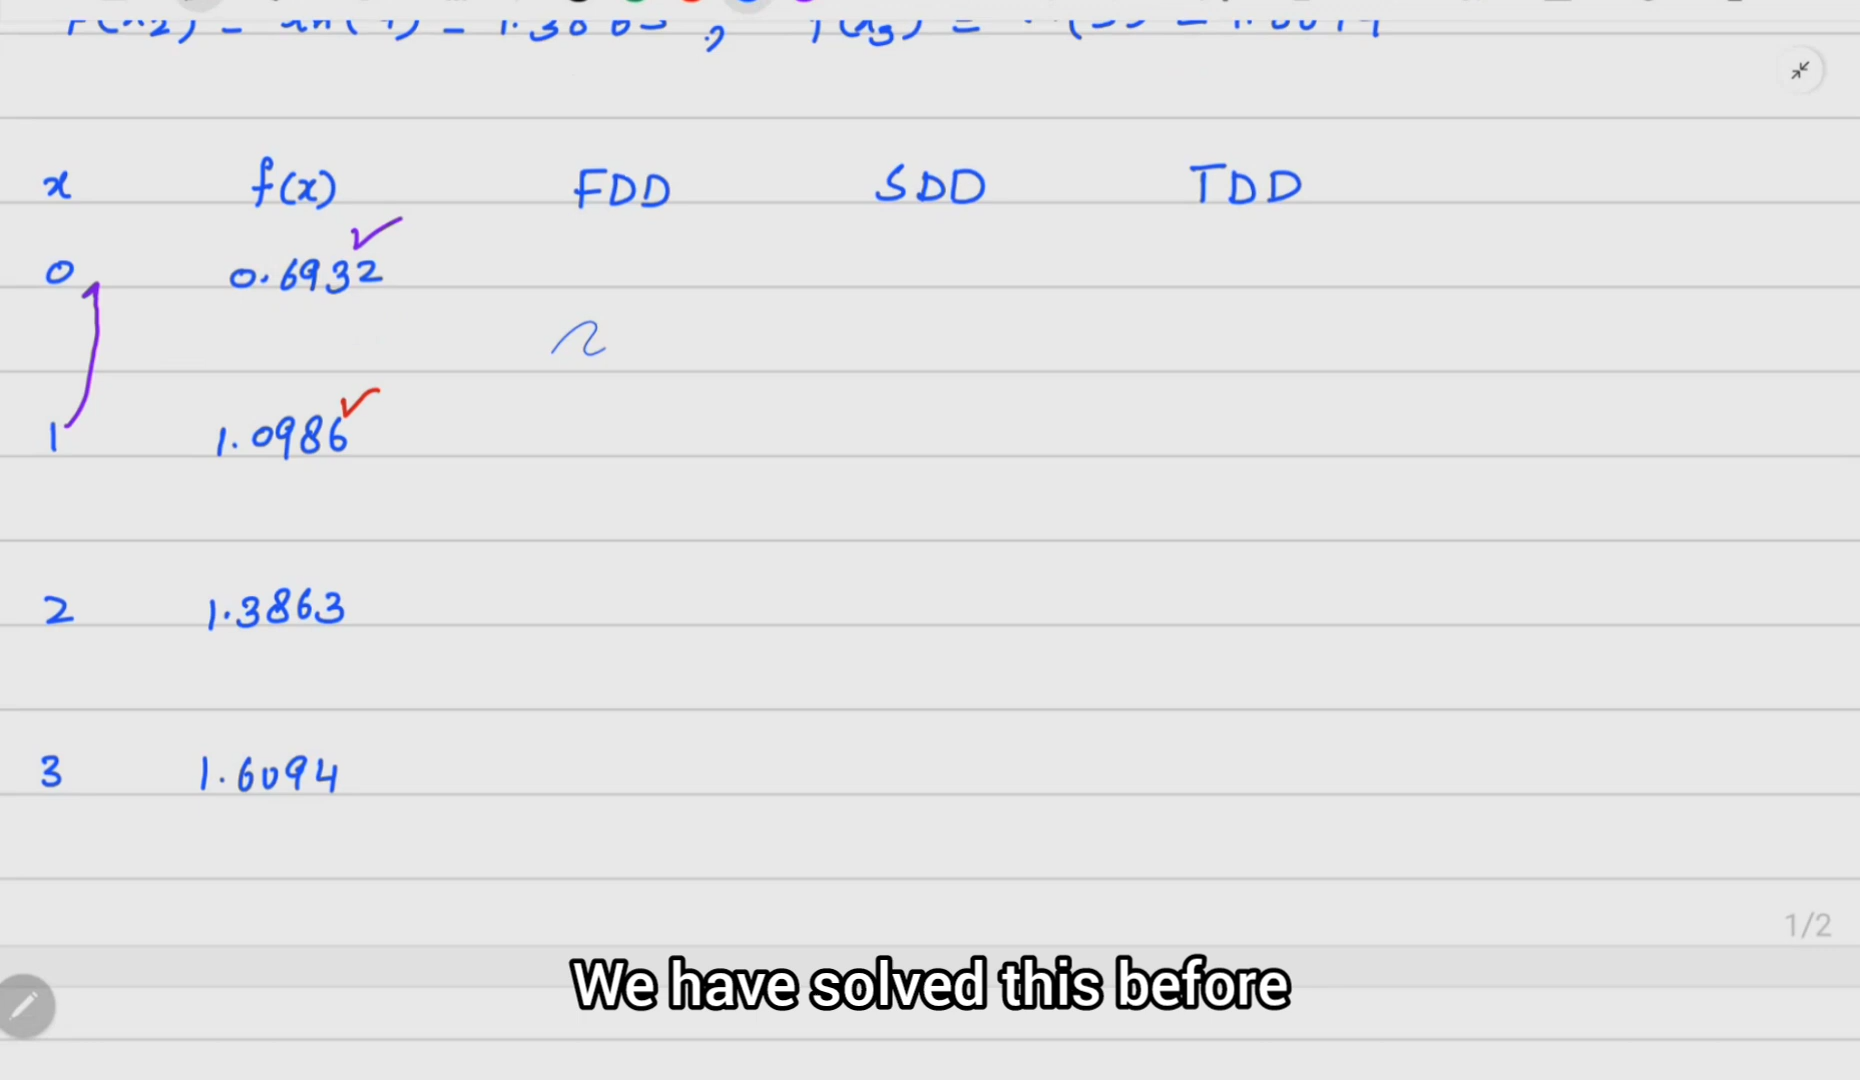 x f(x) FDD SDD TDD
0 0.6932
1 1.0986
2 1.3863
3 1.6094
1/2
We have solved this before